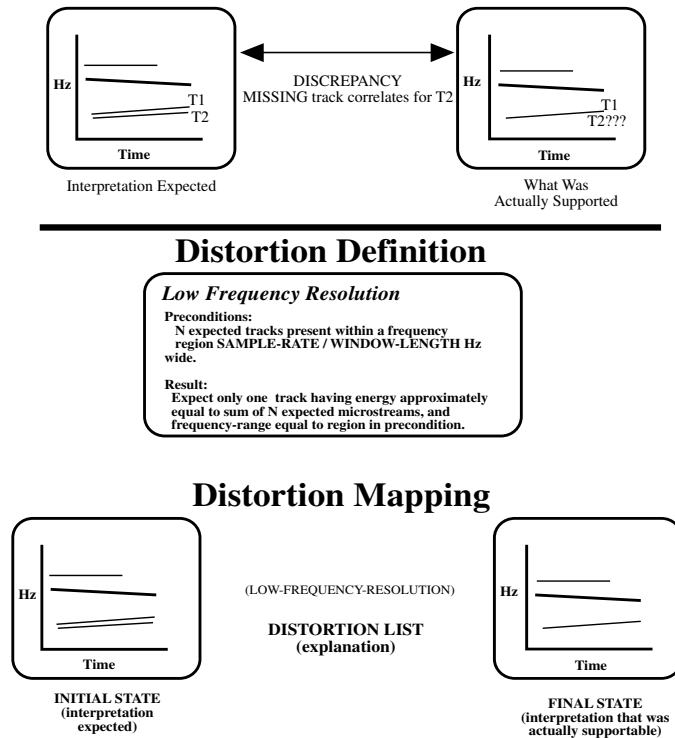 Hz
T1
T2
Time
Interpretation Expected
DISCREPANCY
MISSING track correlates for T2
Hz
T1
T2???
Time
What Was
Actually Supported
Distortion Definition
Low Frequency Resolution
Preconditions:
N expected tracks present within a frequency
region SAMPLE-RATE / WINDOW-LENGTH Hz
wide.
Result:
Expect only one track having energy approximately
equal to sum of N expected microstreams, and
frequency-range equal to region in precondition.
Distortion Mapping
Hz
Time
INITIAL STATE
(interpretation
expected)
(LOW-FREQUENCY-RESOLUTION)
DISTORTION LIST
(explanation)
Hz
Time
FINAL STATE
(interpretation that was
actually supportable)